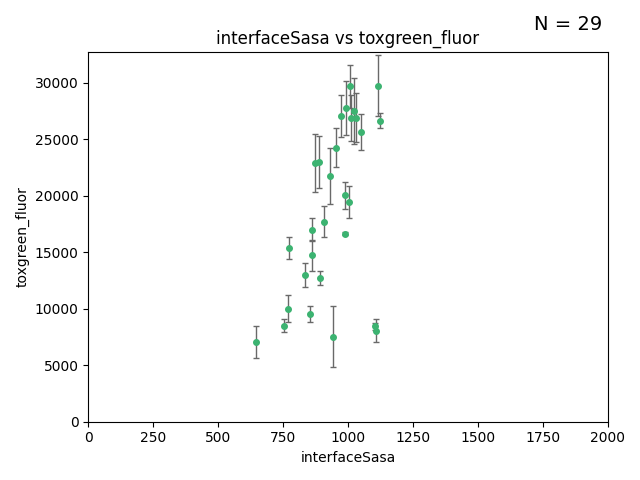 N = 29
interfaceSasa vs toxgreen_fluor
30000
25000
20000
15000
10000
5000
0
toxgreen_fluor
0 250 500 750 1000 1250 1500 1750 2000
interfaceSasa